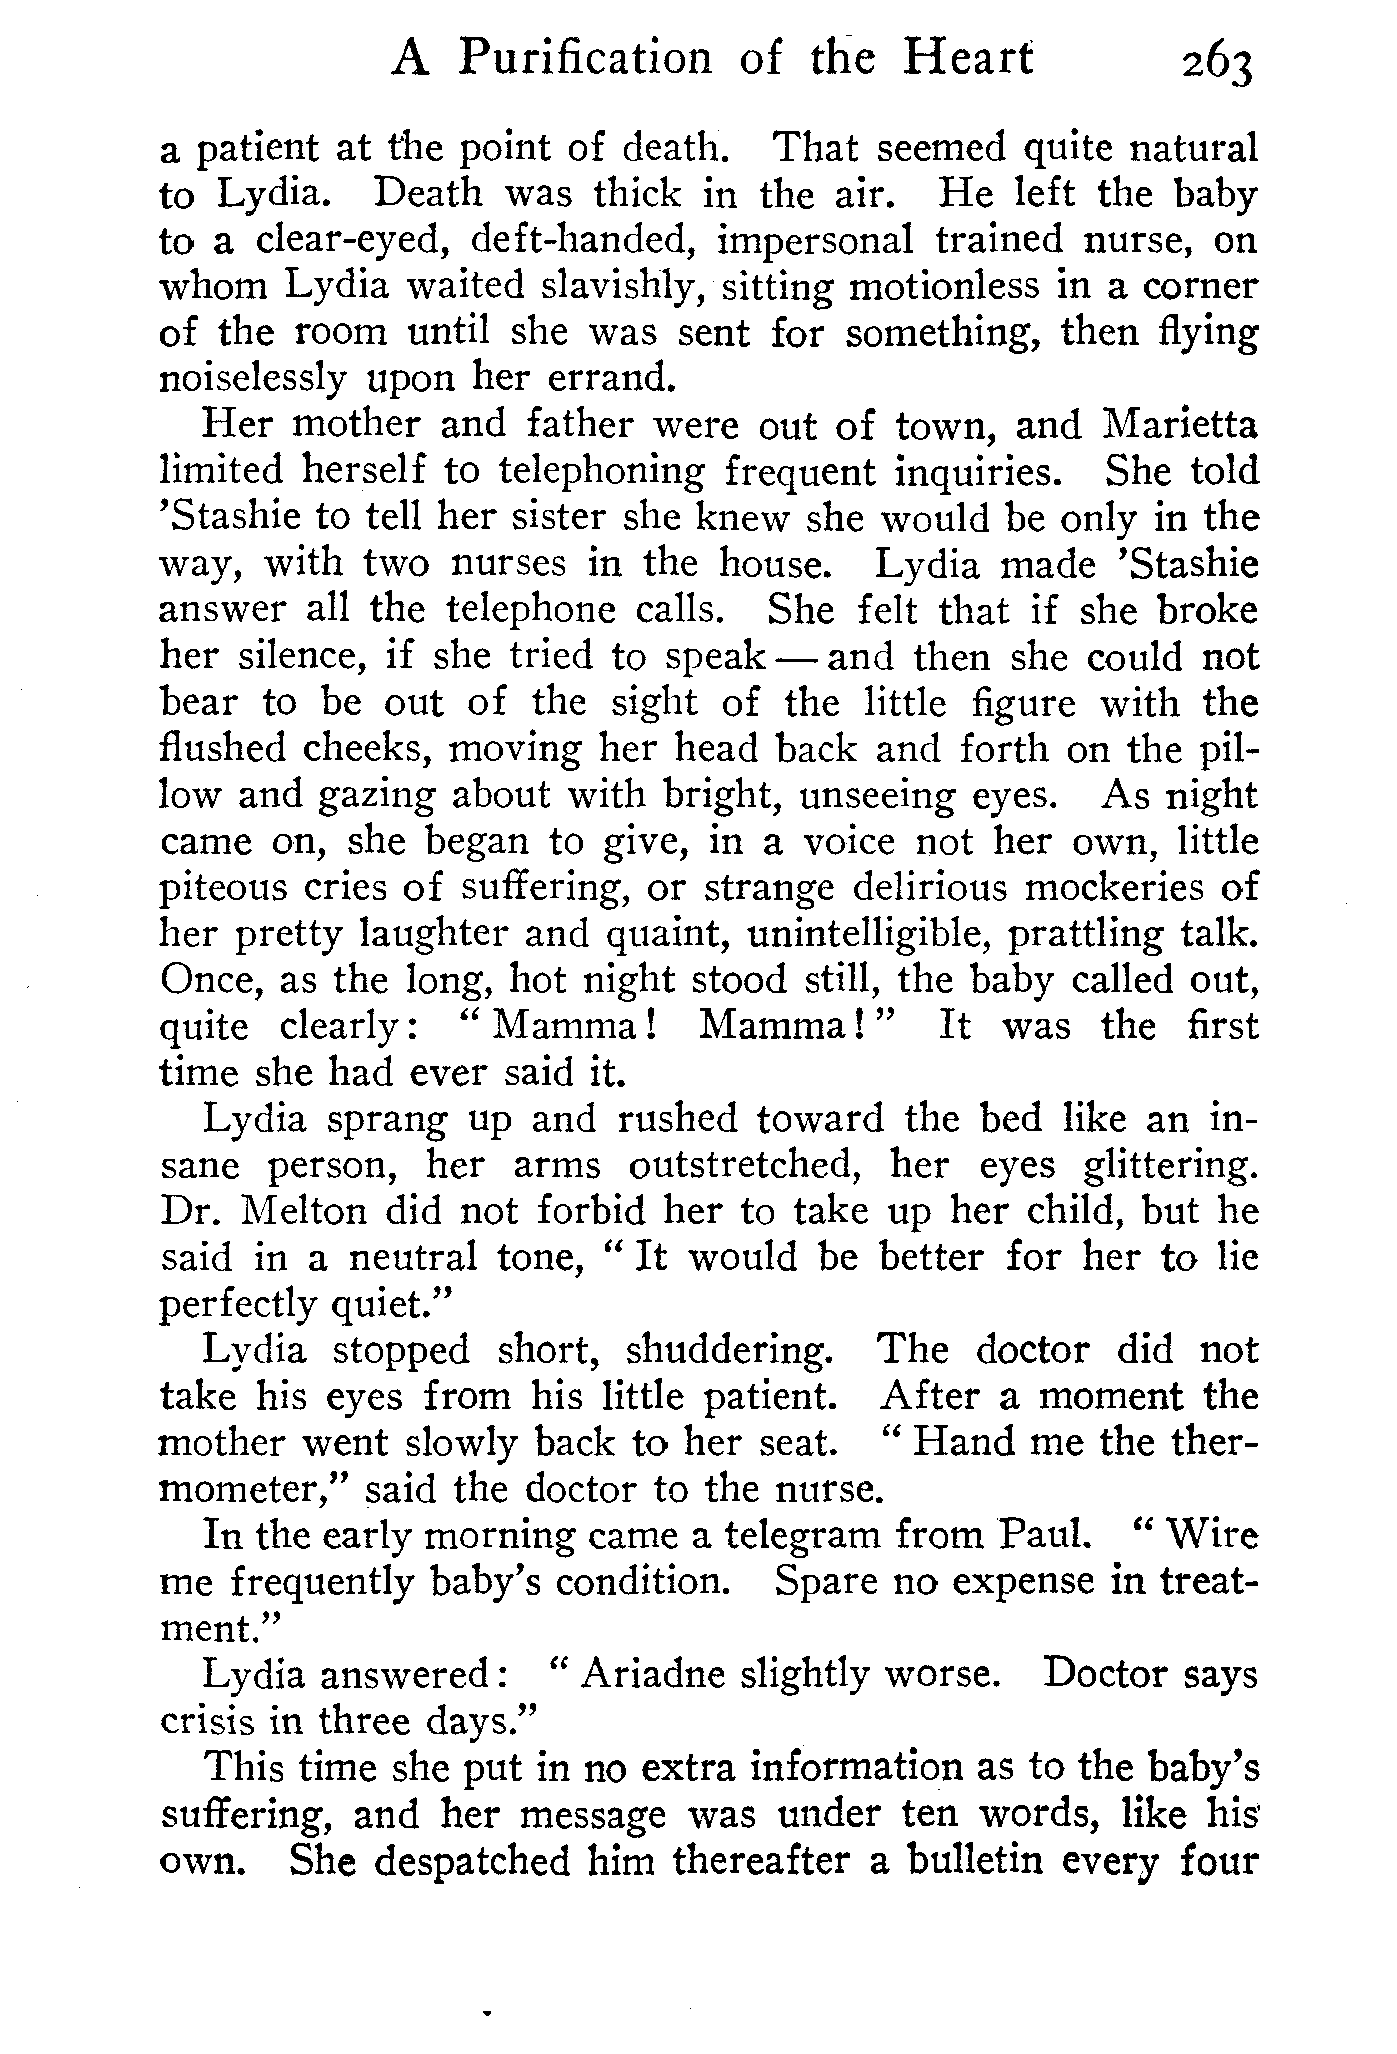 A Purification of the Heart 263
a patient at the point of death. That seemed quite natural
to Lydia. Death was thick in the air. He left the baby
to a clear-eyed, deft-handed, impersonal trained nurse, on
whom Lydia waited slavishly, sitting motionless in a corner
of the room until she was sent for something, then flying
noiselessly upon her errand.
Her mother and father were out of town, and Marietta
limited herself to telephoning frequent inquiries. She told
'Stashie to tell her sister she knew she would be only in the
way, with two nurses in the house. Lydia made 'Stashie
answer all the telephone calls. She felt that if she broke
her silence, if she tried to speak — and then she could not
bear to be out of the sight of the little figure with the
flushed cheeks, moving her head back and forth on the pil-
low and gazing about with bright, unseeing eyes. As night
came on, she began to give, in a voice not her own, little
piteous cries of suffering, or strange delirious mockeries of
her pretty laughter and quaint, unintelligible, prattling talk.
Once, as the long, hot night stood still, the baby called out,
quite clearly: “ Mamma! Mamma! ” It was the first
time she had ever said it.
Lydia sprang up and rushed toward the bed like an in-
sane person, her arms outstretched, her eyes glittering.
Dr. Melton did not forbid her to take up her child, but he
said in a neutral tone, “ It would be better for her to lie
perfectly quiet.”
Lydia stopped short, shuddering. The doctor did not
take his eyes from his little patient. After a moment the
mother went slowly back to her seat. “ Hand me the ther-
mometer,” said the doctor to the nurse.
In the early morning came a telegram from Paul. “ Wire
me frequently baby's condition. Spare no expense in treat-
ment.”
Lydia answered: “ Ariadne slightly worse. Doctor says
crisis in three days.”
This time she put in no extra information as to the baby's
suffering, and her message was under ten words, like his
own. She despatched him thereafter a bulletin every four